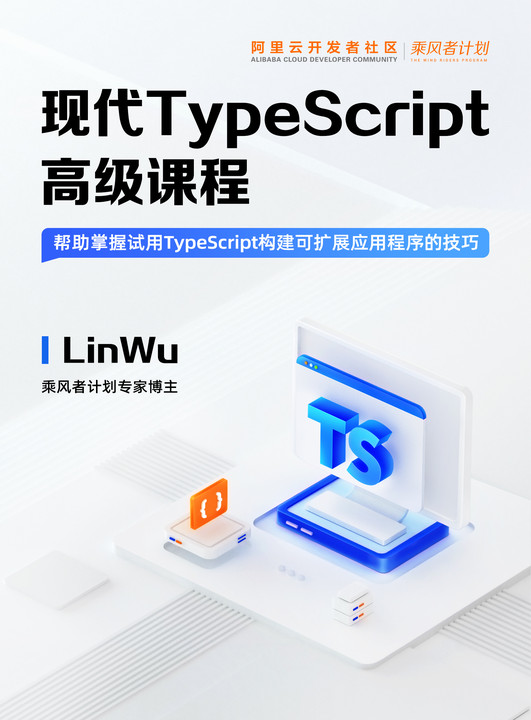 阿里云开发者社区 | 乘风者计划
ALIBABA CLOUD DEVELOPER COMMUNITY THE WIND RIDERS PROGRAM
现代TypeScript
高级课程
帮助掌握试用TypeScript构建可扩展应用程序的技巧
LinWu
乘风者计划专家博主
TS
{ }